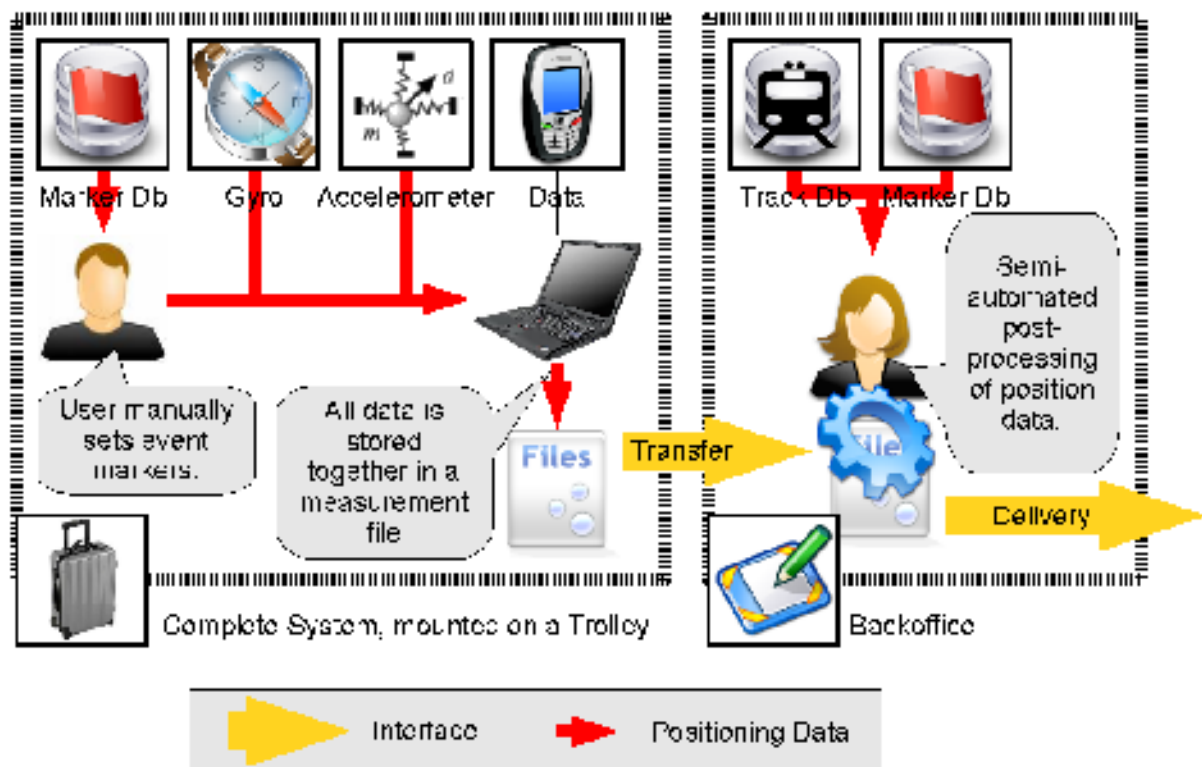 Marker Db
Gyro
Accelerometer
Data
Track Db
Marker Db
a
m
S
E
User manually
sets event
markers.
All data is
stored
together in a
measurement
file
Files
Transfer
Semi-
automated
post-
processing
of position
data.
File
Delivery
Complete System, mounted on a Trolley
Backoffice
Interface
Positioning Data